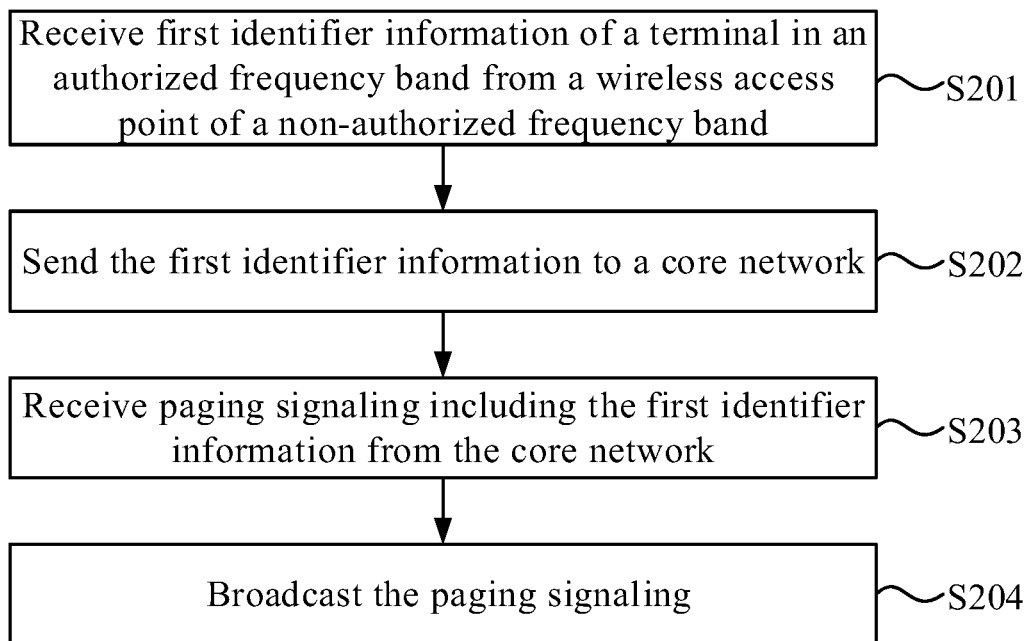 Receive first identifier information of a terminal in an
authorized frequency band from a wireless access
point of a non-authorized frequency band
S201
Send the first identifier information to a core network
S202
Receive paging signaling including the first identifier
information from the core network
S203
Broadcast the paging signaling
S204